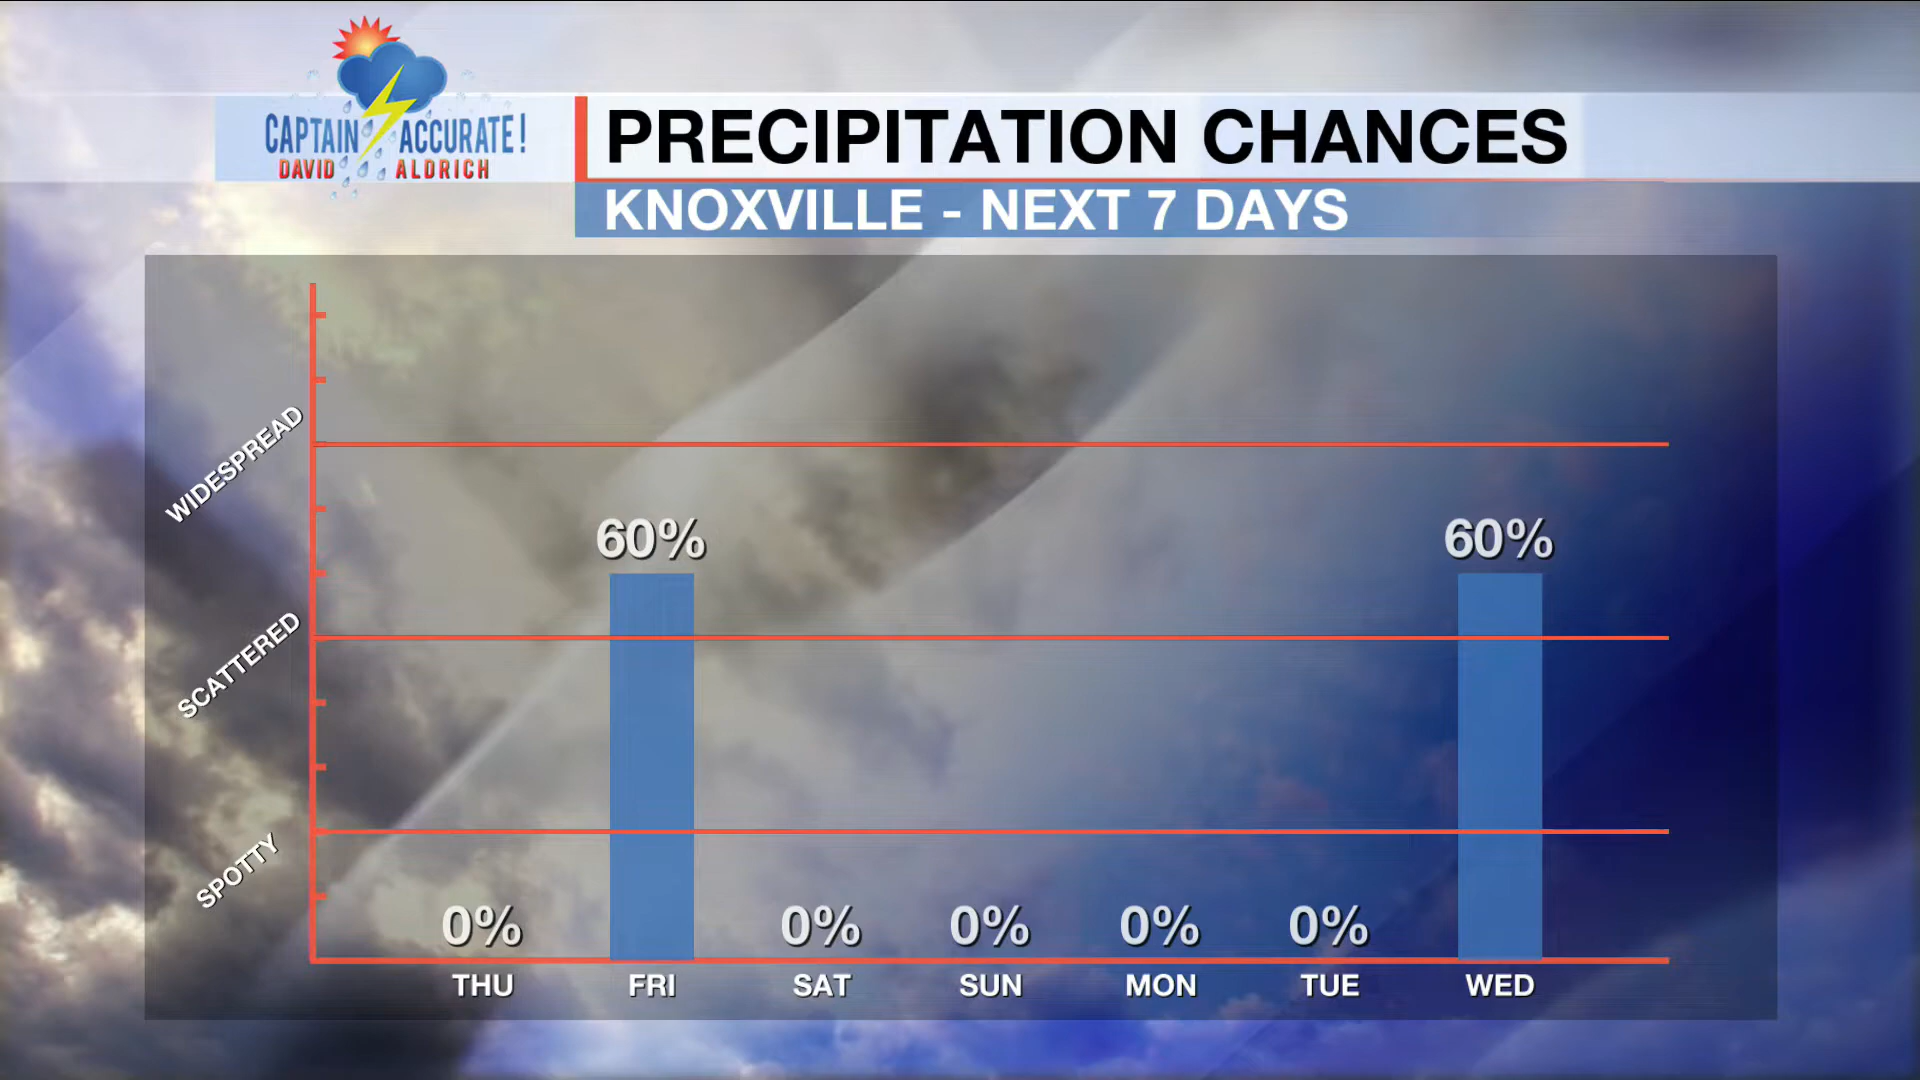 CAPTAIN ACCURATE!
DAVID ALDRICH
PRECIPITATION CHANCES
KNOXVILLE - NEXT 7 DAYS
WIDESPREAD
SCATTERED
SPOTTY
60% 60%
0% 0% 0% 0% 0%
THU FRI SAT SUN MON TUE WED